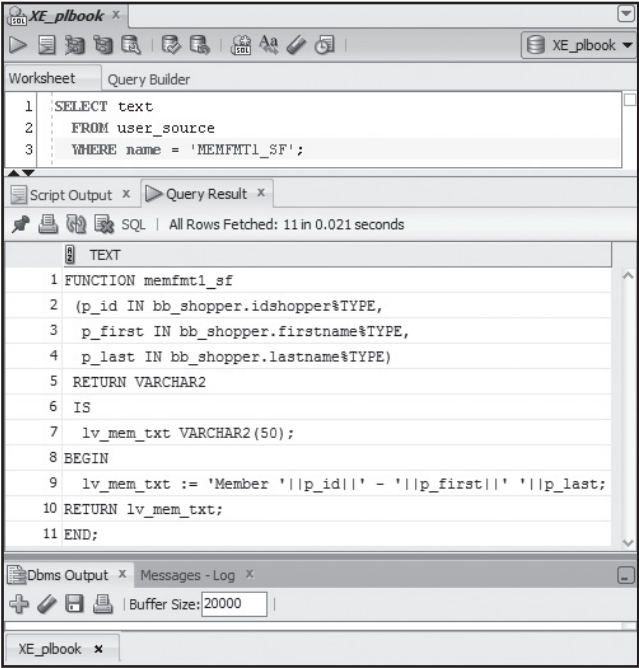 XE_plbook ×
XE_plbook
Worksheet Query Builder
1 SELECT text
2 FROM user_source
3 WHERE name = 'MEMFMT1_SF';
Script Output × Query Result ×
SQL | All Rows Fetched: 11 in 0.021 seconds
TEXT
1 FUNCTION memfmt1_sf
2 (p_id IN bb_shopper.idshopper%TYPE,
3 p_first IN bb_shopper.firstname%TYPE,
4 p_last IN bb_shopper.lastname%TYPE)
5 RETURN VARCHAR2
6 IS
7 lv_mem_txt VARCHAR2(50);
8 BEGIN
9 lv_mem_txt := 'Member '||p_id||' - '||p_first||' '||p_last;
10 RETURN lv_mem_txt;
11 END;
Dbms Output × Messages - Log ×
Buffer Size: 20000
XE_plbook ×